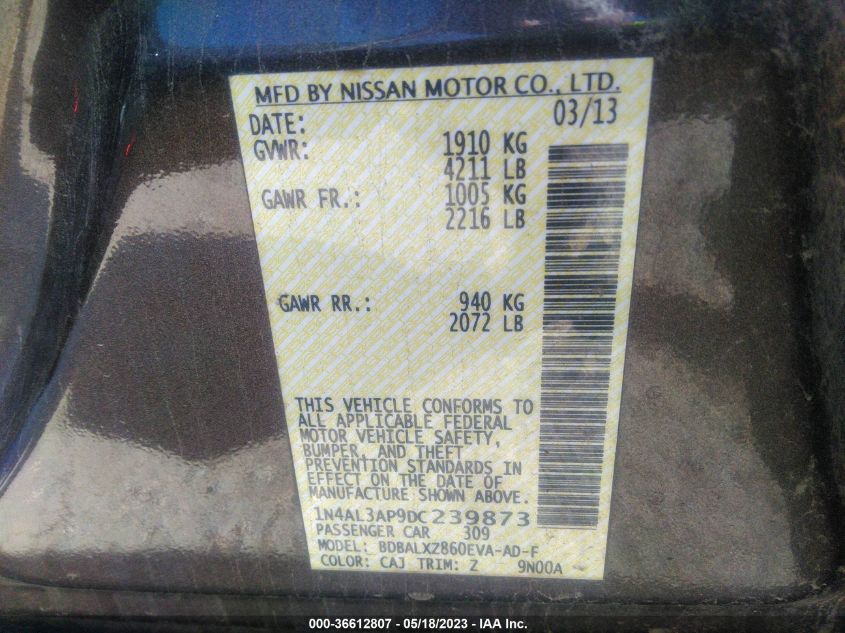 MFD BY NISSAN MOTOR CO., LTD.
DATE: 03/13
GVWR: 1910 KG
4211 LB
GAWR FR.: 1005 KG
2216 LB
GAWR RR.: 940 KG
2072 LB
THIS VEHICLE CONFORMS TO
ALL APPLICABLE FEDERAL
MOTOR VEHICLE SAFETY,
BUMPER, AND THEFT
PREVENTION STANDARDS IN
EFFECT ON THE DATE OF
MANUFACTURE SHOWN ABOVE.
1N4AL3AP9DC239873
PASSENGER CAR 309
MODEL: BDBALXZ860EVA-AD-F
COLOR: CAJ TRIM: Z 9N00A
000-36612807 - 05/18/2023 - IAA Inc.